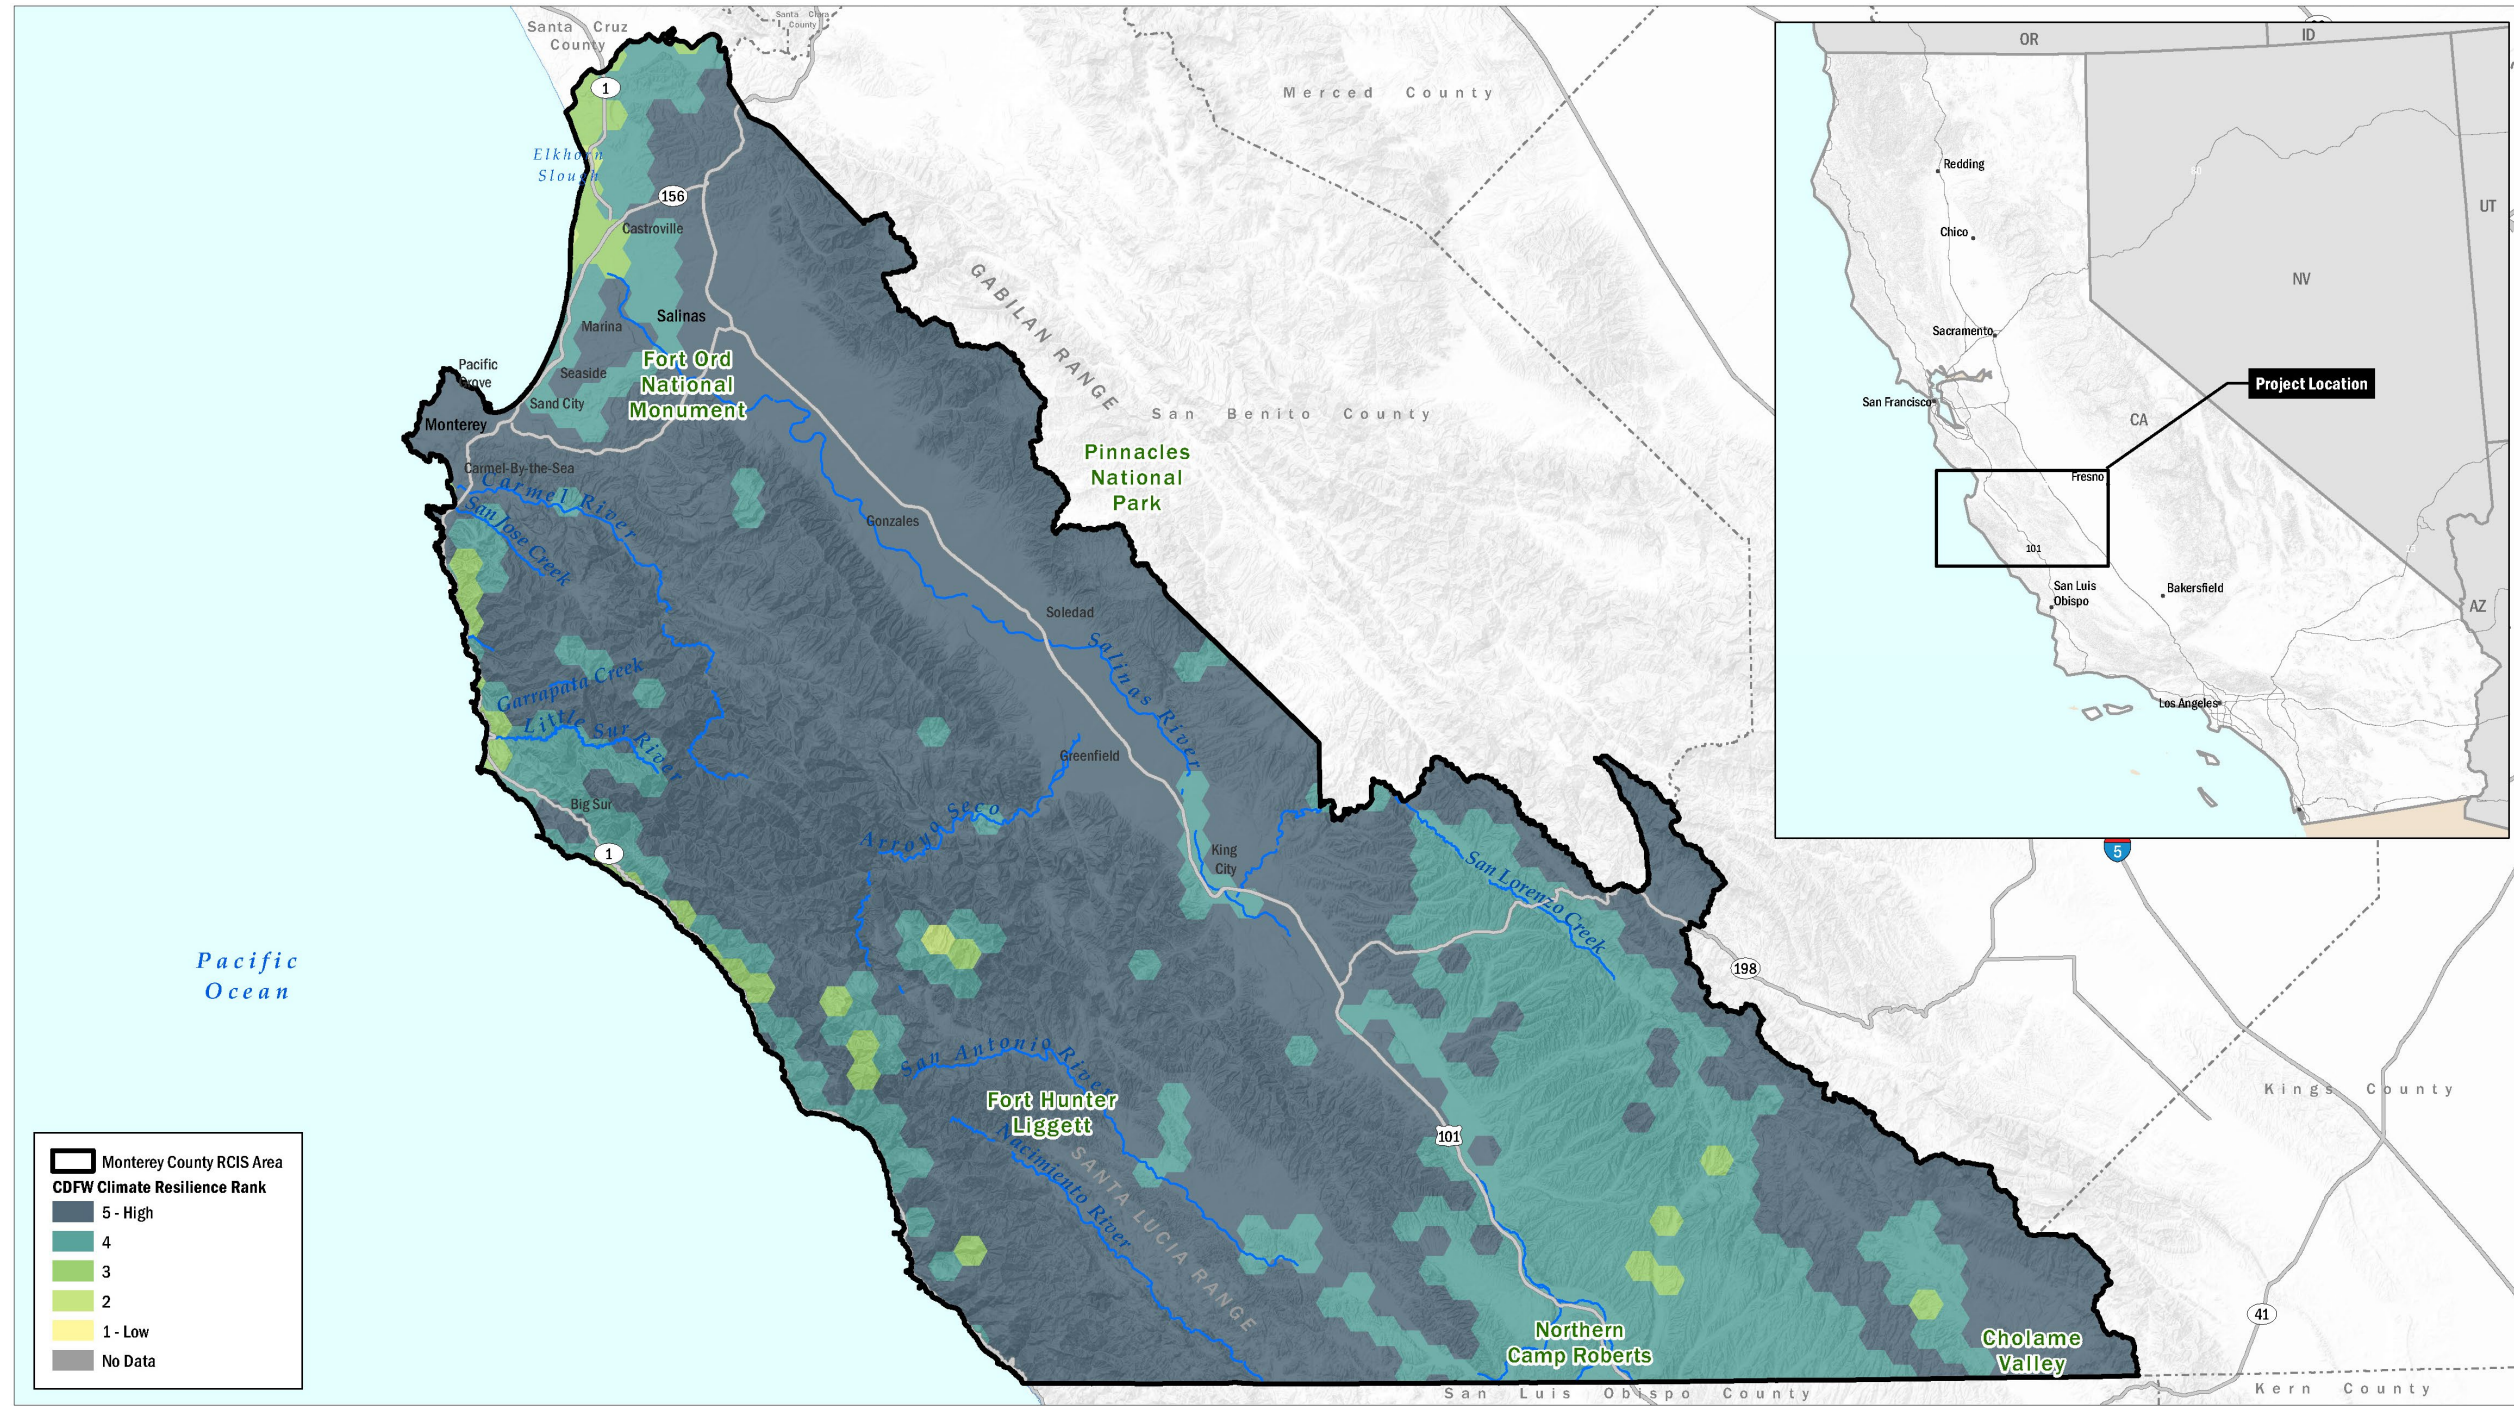 Santa Cruz
County
Santa Clara
County
1
Elkhorn
Slough
156
Castroville
Salinas
Marina
Fort Ord
National
Monument
Pacific
Grove
Seaside
Sand City
Monterey
Carmel-By-the-Sea
Carmel River
San Jose Creek
Garrapata Creek
Little Sur River
Big Sur
1
Merced County
GABILAN RANGE
San Benito County
Pinnacles
National
Park
Gonzales
Soledad
Salinas River
Greenfield
Arroyo Seco
King
City
San Lorenzo Creek
198
San Antonio River
Fort Hunter
Liggett
Nacimiento River
SANTA LUCIA RANGE
101
Northern
Camp Roberts
Cholame
Valley
San Luis Obispo County
Kings County
Kern County
41
5
Pacific
Ocean
OR
ID
Redding
Chico
Sacramento
San Francisco
NV
UT
CA
Project Location
Fresno
101
San Luis
Obispo
Bakersfield
AZ
Los Angeles
Monterey County RCIS Area
CDFW Climate Resilience Rank
5 - High
4
3
2
1 - Low
No Data